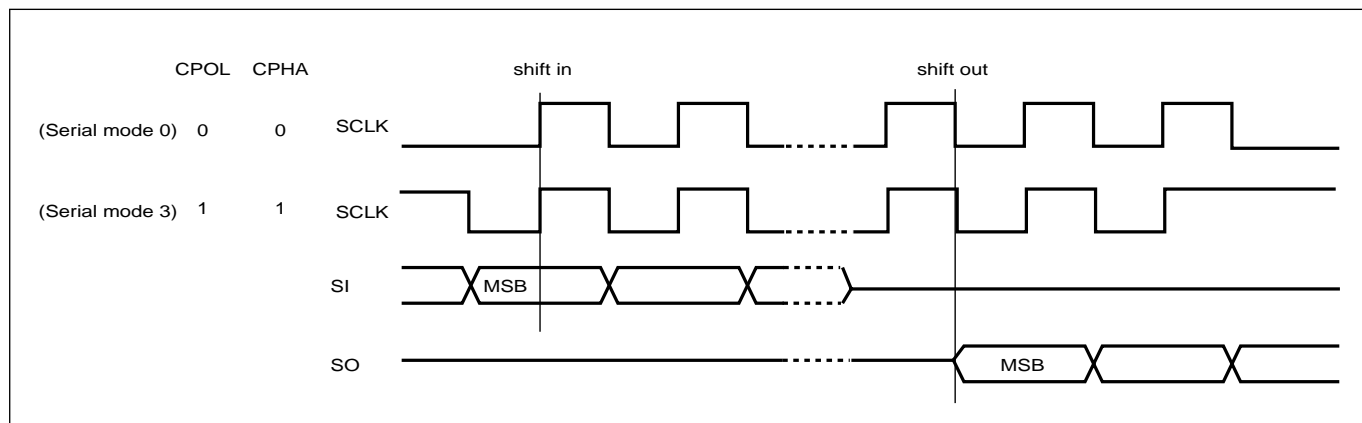 CPOL CPHA shift in shift out
(Serial mode 0) 0 0 SCLK
(Serial mode 3) 1 1 SCLK
SI MSB
SO MSB